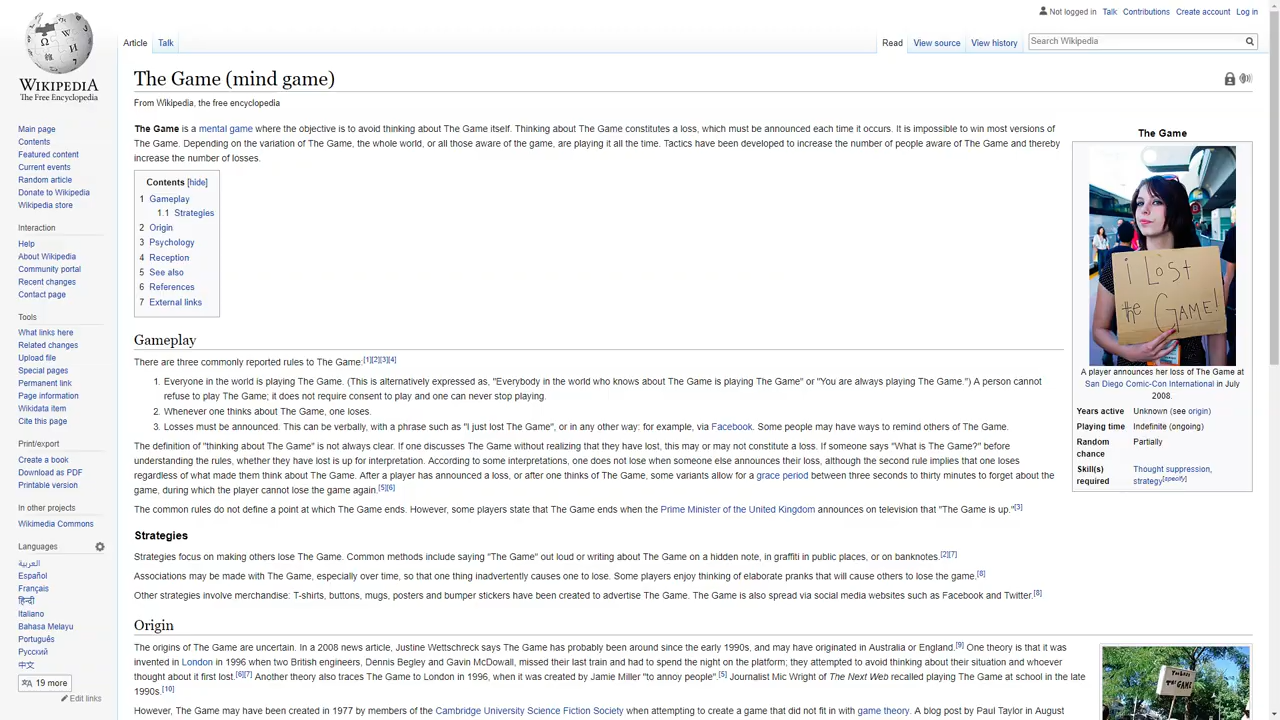 Not logged in Talk Contributions Create account Log in
Article Talk Read View source View history Search Wikipedia
WIKIPEDIA
The Free Encyclopedia
Main page
Contents
Featured content
Current events
Random article
Donate to Wikipedia
Wikipedia store
Interaction
Help
About Wikipedia
Community portal
Recent changes
Contact page
Tools
What links here
Related changes
Upload file
Special pages
Permanent link
Page information
Wikidata item
Cite this page
Print/export
Create a book
Download as PDF
Printable version
In other projects
Wikimedia Commons
Languages
العربية
Español
Français
हिन्दी
Italiano
Bahasa Melayu
Português
Русский
中文
19 more
Edit links
The Game (mind game)
From Wikipedia, the free encyclopedia
The Game is a mental game where the objective is to avoid thinking about The Game itself. Thinking about The Game constitutes a loss, which must be announced each time it occurs. It is impossible to win most versions of
The Game. Depending on the variation of The Game, the whole world, or all those aware of the game, are playing it all the time. Tactics have been developed to increase the number of people aware of The Game and thereby
increase the number of losses.
Contents [hide]
1 Gameplay
1.1 Strategies
2 Origin
3 Psychology
4 Reception
5 See also
6 References
7 External links
The Game
i Lost
the GAME!
A player announces her loss of The Game at
San Diego Comic-Con International in July
2008.
Years active Unknown (see origin)
Playing time Indefinite (ongoing)
Random Partially
chance
Skill(s) Thought suppression,
required strategy[specify]
Gameplay
There are three commonly reported rules to The Game:[1][2][3][4]
1. Everyone in the world is playing The Game. (This is alternatively expressed as, "Everybody in the world who knows about The Game is playing The Game" or "You are always playing The Game.") A person cannot
refuse to play The Game; it does not require consent to play and one can never stop playing.
2. Whenever one thinks about The Game, one loses.
3. Losses must be announced. This can be verbally, with a phrase such as "I just lost The Game", or in any other way: for example, via Facebook. Some people may have ways to remind others of The Game.
The definition of "thinking about The Game" is not always clear. If one discusses The Game without realizing that they have lost, this may or may not constitute a loss. If someone says "What is The Game?" before
understanding the rules, whether they have lost is up for interpretation. According to some interpretations, one does not lose when someone else announces their loss, although the second rule implies that one loses
regardless of what made them think about The Game. After a player has announced a loss, or after one thinks of The Game, some variants allow for a grace period between three seconds to thirty minutes to forget about the
game, during which the player cannot lose the game again.[5][6]
The common rules do not define a point at which The Game ends. However, some players state that The Game ends when the Prime Minister of the United Kingdom announces on television that "The Game is up."[3]
Strategies
Strategies focus on making others lose The Game. Common methods include saying "The Game" out loud or writing about The Game on a hidden note, in graffiti in public places, or on banknotes.[2][7]
Associations may be made with The Game, especially over time, so that one thing inadvertently causes one to lose. Some players enjoy thinking of elaborate pranks that will cause others to lose the game.[8]
Other strategies involve merchandise: T-shirts, buttons, mugs, posters and bumper stickers have been created to advertise The Game. The Game is also spread via social media websites such as Facebook and Twitter.[8]
Origin
The origins of The Game are uncertain. In a 2008 news article, Justine Wettschreck says The Game has probably been around since the early 1990s, and may have originated in Australia or England.[9] One theory is that it was
invented in London in 1996 when two British engineers, Dennis Begley and Gavin McDowall, missed their last train and had to spend the night on the platform; they attempted to avoid thinking about their situation and whoever
thought about it first lost.[6][7] Another theory also traces The Game to London in 1996, when it was created by Jamie Miller "to annoy people".[5] Journalist Mic Wright of The Next Web recalled playing The Game at school in the late
1990s.[10]
However, The Game may have been created in 1977 by members of the Cambridge University Science Fiction Society when attempting to create a game that did not fit in with game theory. A blog post by Paul Taylor in August